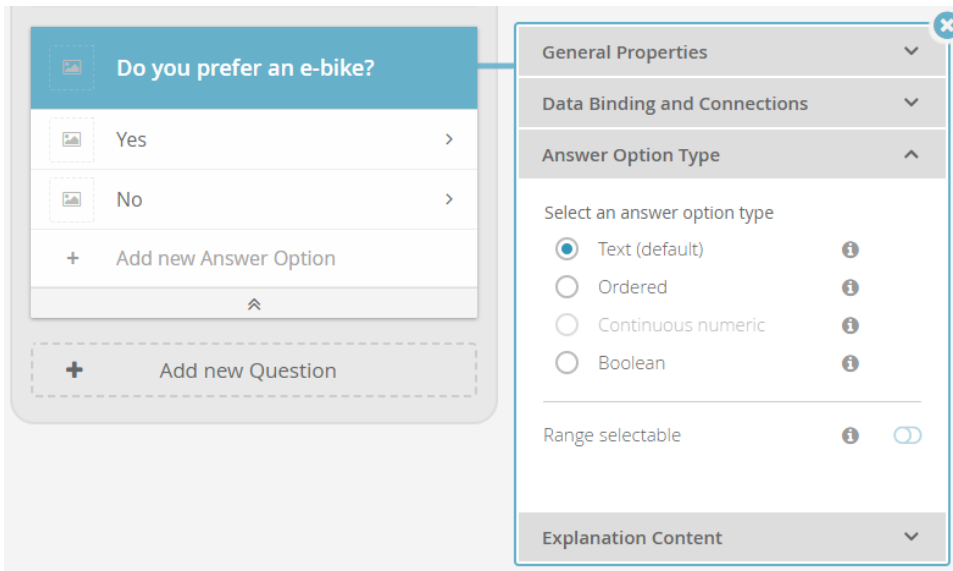 Do you prefer an e-bike?
Yes
No
Add new Answer Option
Add new Question
General Properties
Data Binding and Connections
Answer Option Type
Select an answer option type
Text (default)
Ordered
Continuous numeric
Boolean
Range selectable
Explanation Content